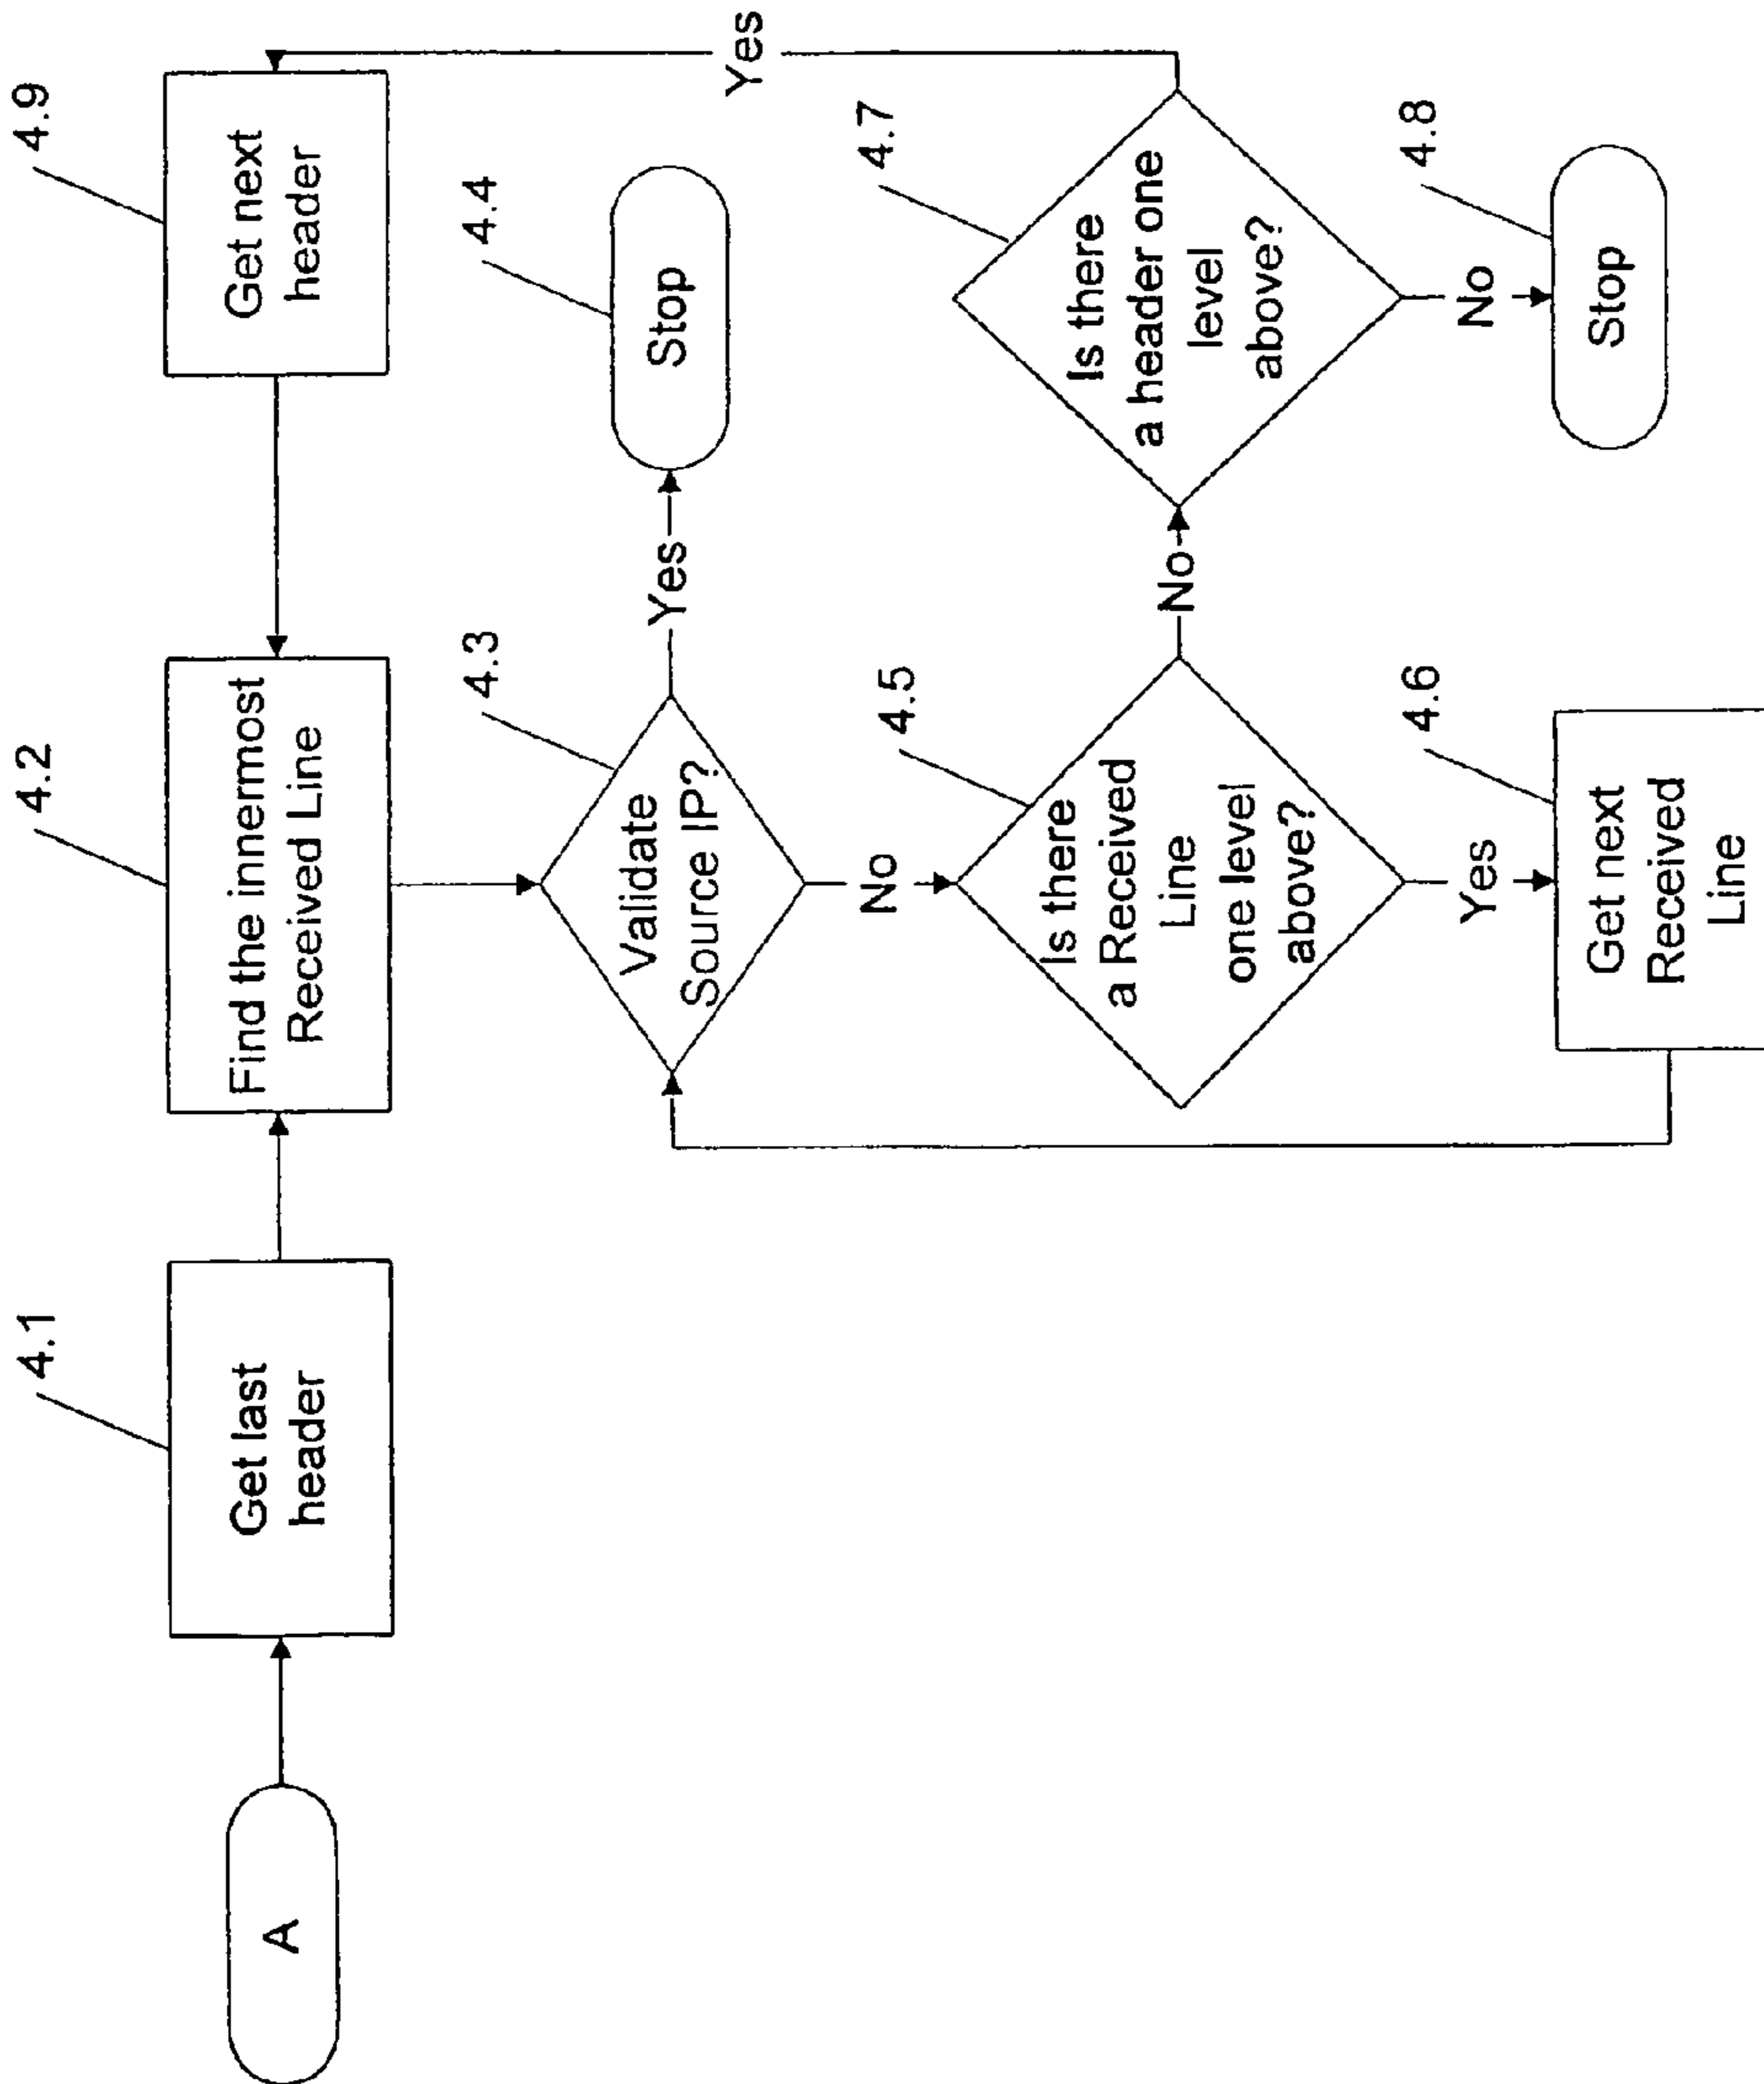 A
4.1
Get last
header
4.2
Find the innermost
Received Line
4.9
Get next
header
4.3
Validate
Source IP?
Yes
4.4
Stop
No
4.5
Is there
a Received
Line
one level
above?
No
4.7
Is there
a header one
level
above?
Yes
Yes
4.6
Get next
Received
Line
No
4.8
Stop